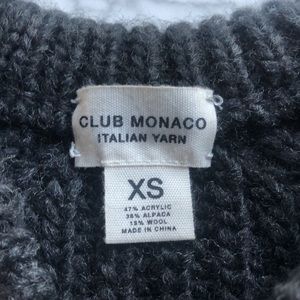 CLUB MONACO
ITALIAN YARN
XS
47% ACRYLIC
38% ALPACA
15% WOOL
MADE IN CHINA